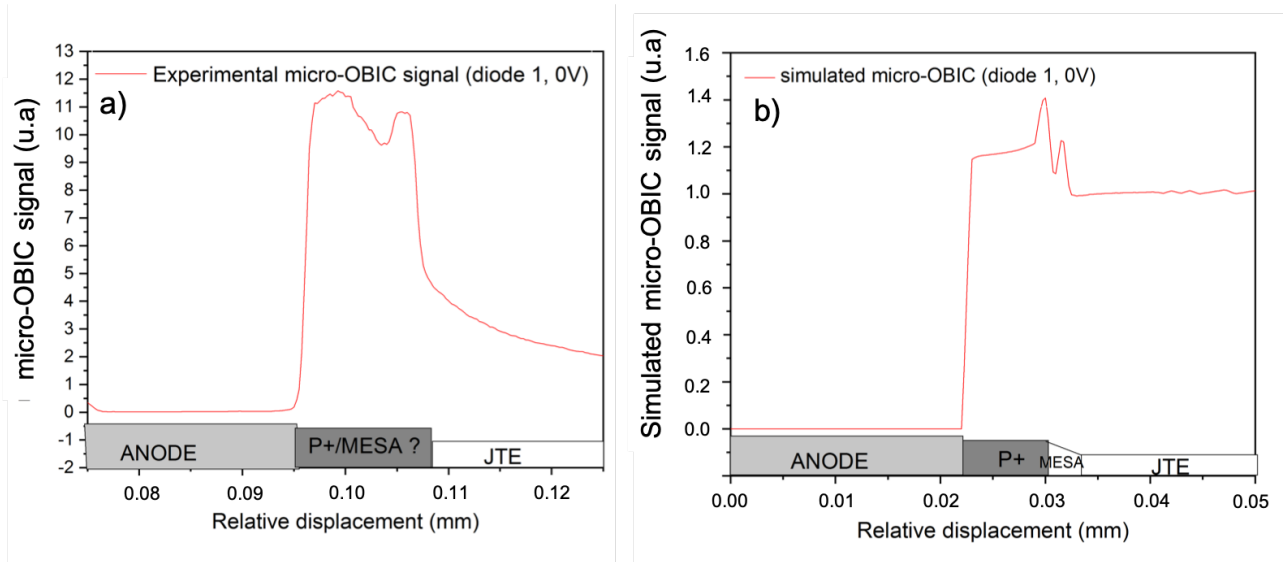 13
12
11
10
9
8
7
6
5
4
3
2
1
0
-1
-2
micro-OBIC signal (u.a)
Experimental micro-OBIC signal (diode 1, 0V)
a)
ANODE
P+/MESA ?
JTE
0.08
0.09
0.10
0.11
0.12
Relative displacement (mm)
1.6
1.4
1.2
1.0
0.8
0.6
0.4
0.2
0.0
Simulated micro-OBIC signal (u.a)
simulated micro-OBIC (diode 1, 0V)
b)
ANODE
P+
MESA
JTE
0.00
0.01
0.02
0.03
0.04
0.05
Relative displacement (mm)